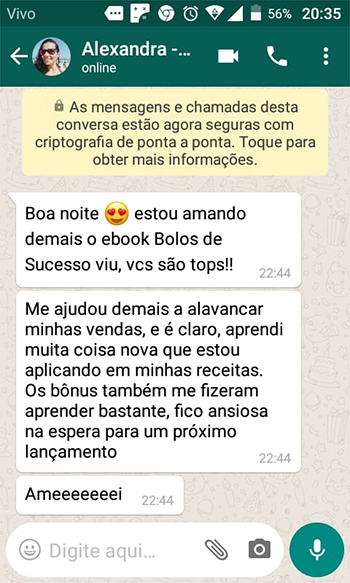 Vivo 56% 20:35
Alexandra -...
online
As mensagens e chamadas desta
conversa estão agora seguras com
criptografia de ponta a ponta. Toque para
obter mais informações.
Boa noite 😍 estou amando
demais o ebook Bolos de
Sucesso viu, vcs são tops!!
22:44
Me ajudou demais a alavancar
minhas vendas, e é claro, aprendi
muita coisa nova que estou
aplicando em minhas receitas.
Os bônus também me fizeram
aprender bastante, fico ansiosa
na espera para um próximo
lançamento
22:44
Ameeeeeeei 22:44
Digite aqui...